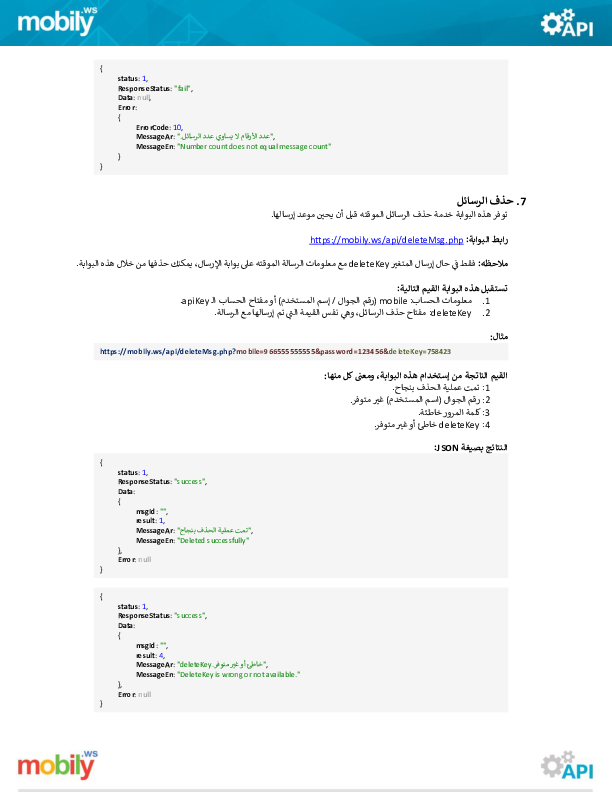 mobily.ws
API
{
status: 1,
ResponseStatus: "fail",
Data: null,
Error:
{
ErrorCode: 10,
MessageAr: "عدد الأرقام لا يساوي عدد الرسائل.",
MessageEn: "Number count does not equal message count"
}
}
7. حذف الرسائل
توفر هذه البوابة خدمة حذف الرسائل الموقته قبل أن يحين موعد إرسالها.
رابط البوابة: https://mobily.ws/api/deleteMsg.php
ملاحظه: فقط في حال إرسال المتغير deleteKey مع معلومات الرسالة الموقته على بوابة الإرسال، يمكنك حذفها من خلال هذه البوابة.
تستقبل هذه البوابة القيم التالية:
1. معلومات الحساب: mobile (رقم الجوال / إسم المستخدم) أو مفتاح الحساب الـ apiKey.
2. deleteKey: مفتاح حذف الرسائل، وهي نفس القيمة التي تم إرسالها مع الرسالة.
مثال:
https://mobily.ws/api/deleteMsg.php?mobile=966555555555&password=123456&deleteKey=758423
القيم الناتجة من إستخدام هذه البوابة، ومعنى كل منها:
1: تمت عملية الحذف بنجاح.
2: رقم الجوال (اسم المستخدم) غير متوفر.
3: كلمة المرور خاطئة.
4: deleteKey خاطئ أو غير متوفر.
النتائج بصيغة JSON:
{
status: 1,
ResponseStatus: "success",
Data:
{
msgId : "",
result: 1,
MessageAr: "تمت عملية الحذف بنجاح",
MessageEn: "Deleted successfully"
},
Error: null
}
{
status: 1,
ResponseStatus: "success",
Data:
{
msgId : "",
result: 4,
MessageAr: "deleteKey خاطئ أو غير متوفر.",
MessageEn: "DeleteKey is wrong or not available."
},
Error: null
}
mobily.ws
API